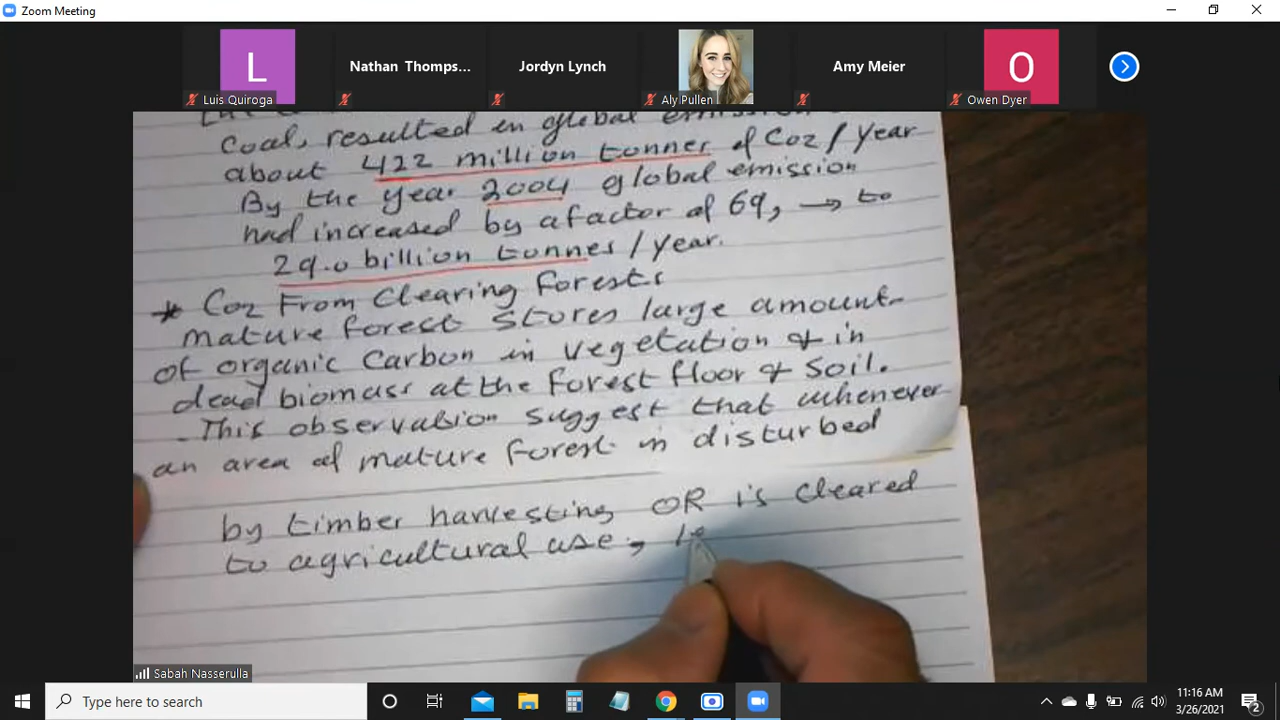 Zoom Meeting
L
Nathan Thomps...
Jordyn Lynch
Amy Meier
O
Luis Quiroga
Aly Pullen
Owen Dyer
Coal, resulted in global emission
about 422 million tonner of CO2 / year
By the year 2004 global emission
had increased by a factor of 69, → to
29.0 billion tonnes / year.
* CO2 From Clearing Forests
mature forest stores large amount
of organic Carbon in vegetation & in
dead biomass at the forest floor & soil.
- This observation suggest that whenever
an area of mature forest in disturbed
by timber harvesting OR is cleared
to agricultural use,
Sabah Nasserulla
Type here to search
11:16 AM
3/26/2021
2